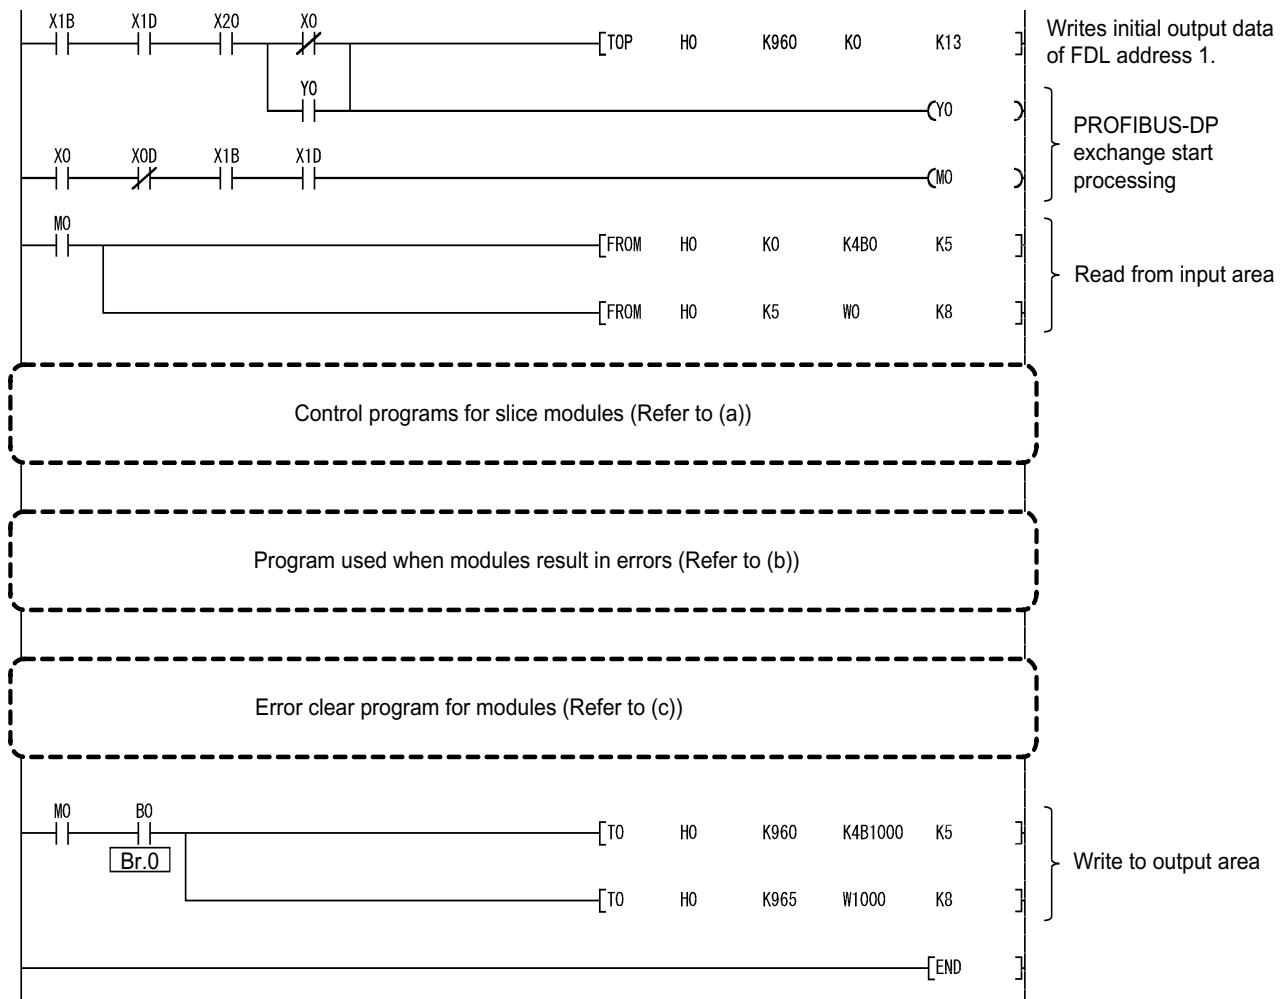 X1B X1D X20 X0
TOP H0 K960 K0 K13
Writes initial output data
of FDL address 1.
Y0
Y0
PROFIBUS-DP
exchange start
processing
X0 X0D X1B X1D
M0
M0
FROM H0 K0 K4B0 K5
Read from input area
FROM H0 K5 W0 K8
Control programs for slice modules (Refer to (a))
Program used when modules result in errors (Refer to (b))
Error clear program for modules (Refer to (c))
M0 B0
TO H0 K960 K4B1000 K5
Br.0
Write to output area
TO H0 K965 W1000 K8
END